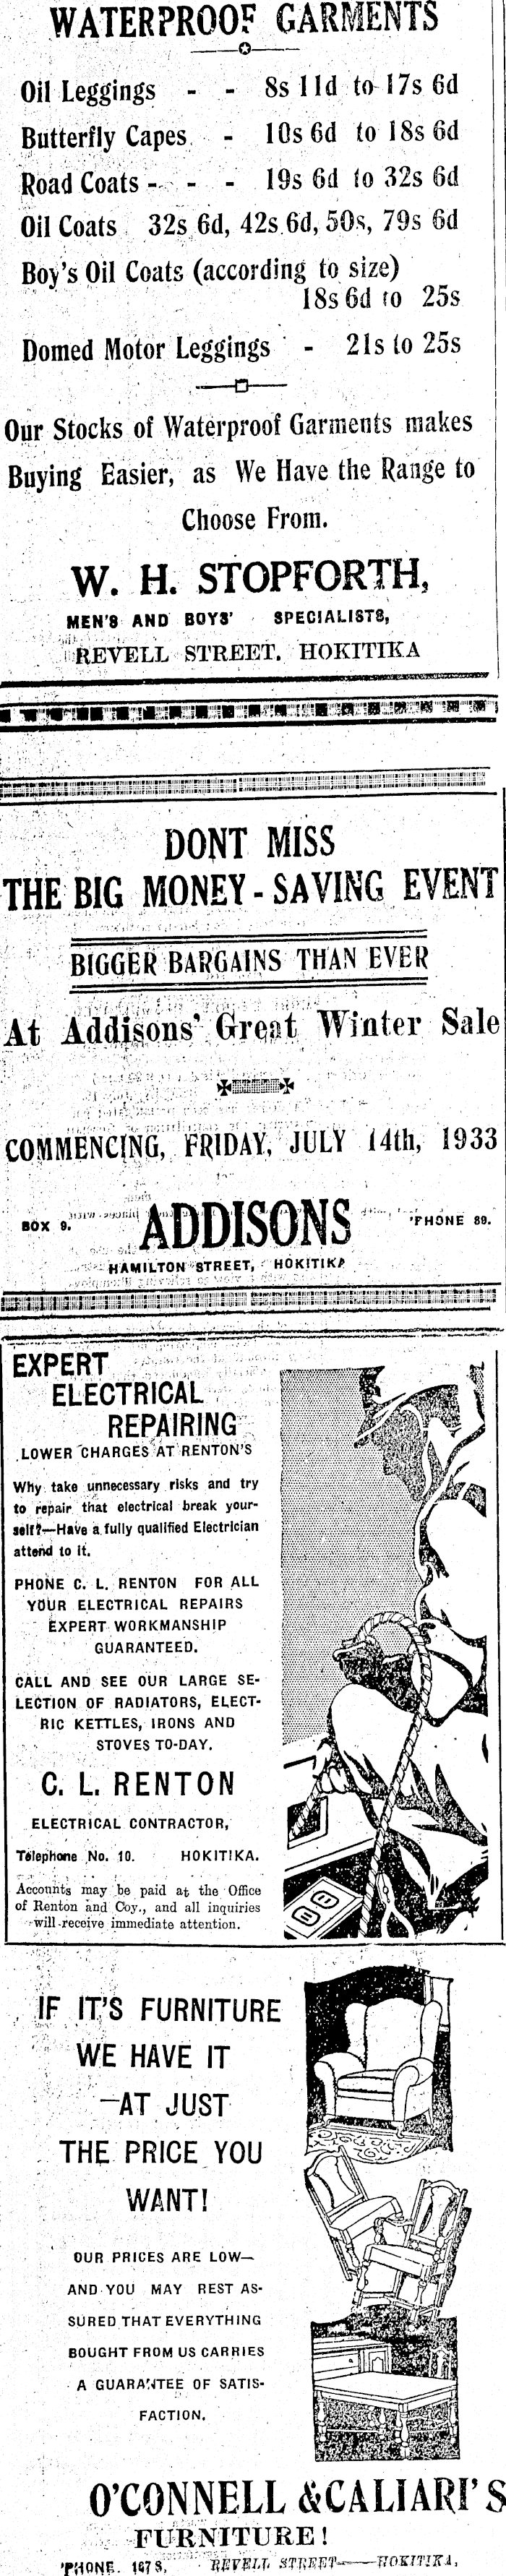 WATERPROOF GARMENTS
Oil Leggings - - 8s 11d to 17s 6d
Butterfly Capes - 10s 6d to 18s 6d
Road Coats - - - 19s 6d to 32s 6d
Oil Coats 32s 6d, 42s 6d, 50s, 79s 6d
Boy's Oil Coats (according to size)
18s 6d to 25s
Domed Motor Leggings - 21s to 25s
Our Stocks of Waterproof Garments makes
Buying Easier, as We Have the Range to
Choose From.
W. H. STOPFORTH,
MEN'S AND BOYS' SPECIALISTS,
REVELL STREET. HOKITIKA
DONT MISS
THE BIG MONEY-SAVING EVENT
BIGGER BARGAINS THAN EVER
At Addisons' Great Winter Sale
COMMENCING, FRIDAY, JULY 14th, 1933
BOX 9. ADDISONS 'PHONE 89.
HAMILTON STREET, HOKITIKA
EXPERT
ELECTRICAL
REPAIRING
LOWER CHARGES AT RENTON'S
Why take unnecessary risks and try
to repair that electrical break your-
self?—Have a fully qualified Electrician
attend to it.
PHONE C. L. RENTON FOR ALL
YOUR ELECTRICAL REPAIRS
EXPERT WORKMANSHIP
GUARANTEED.
CALL AND SEE OUR LARGE SE-
LECTION OF RADIATORS, ELECT-
RIC KETTLES, IRONS AND
STOVES TO-DAY.
C. L. RENTON
ELECTRICAL CONTRACTOR,
Telephone No. 10. HOKITIKA.
Accounts may be paid at the Office
of Renton and Coy., and all inquiries
will receive immediate attention.
IF IT'S FURNITURE
WE HAVE IT
—AT JUST
THE PRICE YOU
WANT!
OUR PRICES ARE LOW—
AND YOU MAY REST AS-
SURED THAT EVERYTHING
BOUGHT FROM US CARRIES
A GUARANTEE OF SATIS-
FACTION.
O'CONNELL & CALIARI'S
FURNITURE!
'PHONE. 167 S. REVELL STREET——HOKITIKA.